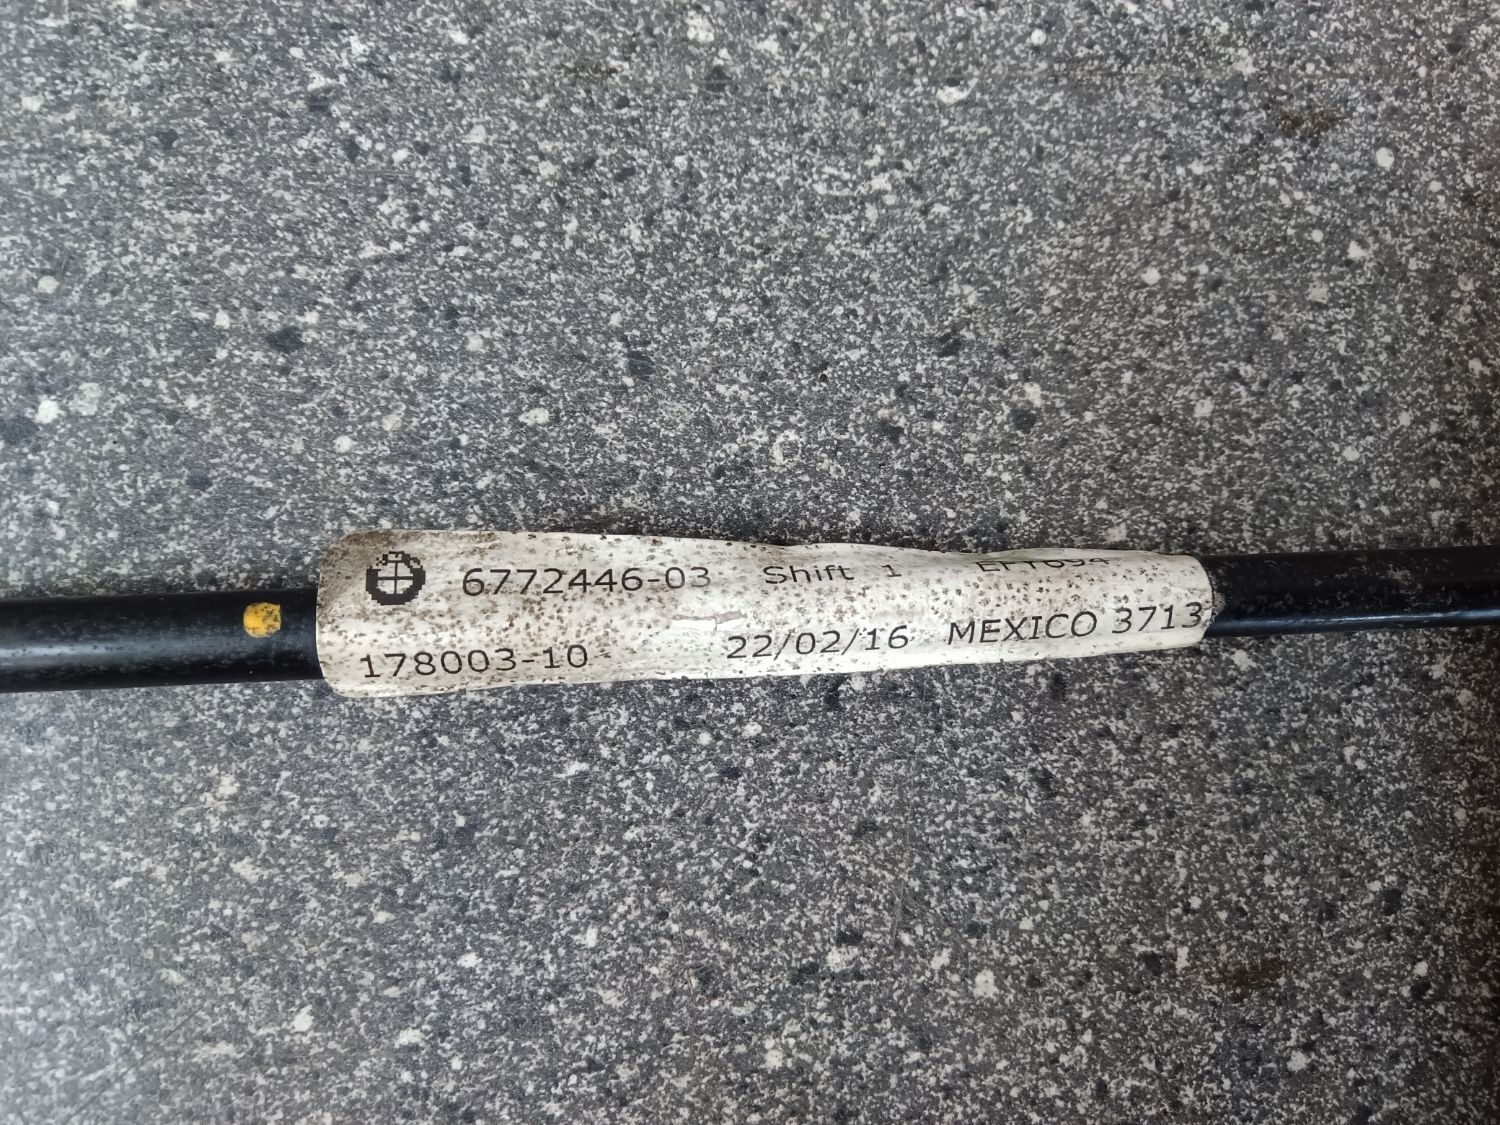 6772446-03 Shift 1
178003-10 22/02/16 MEXICO 3713